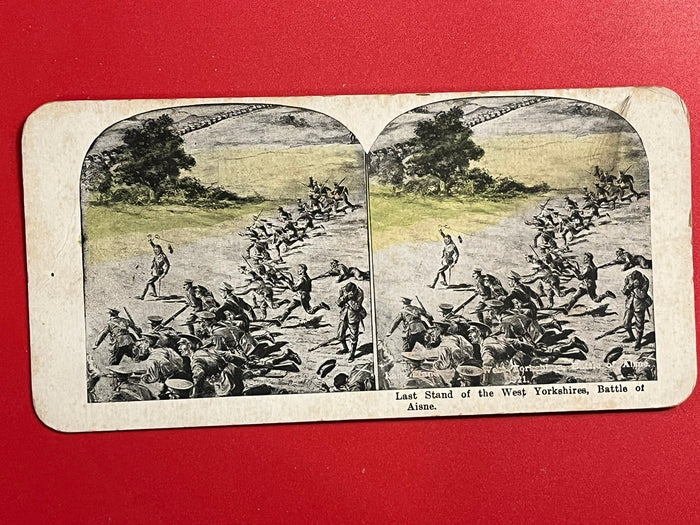 Last Stand of the West Yorkshires, Battle of
Aisne.